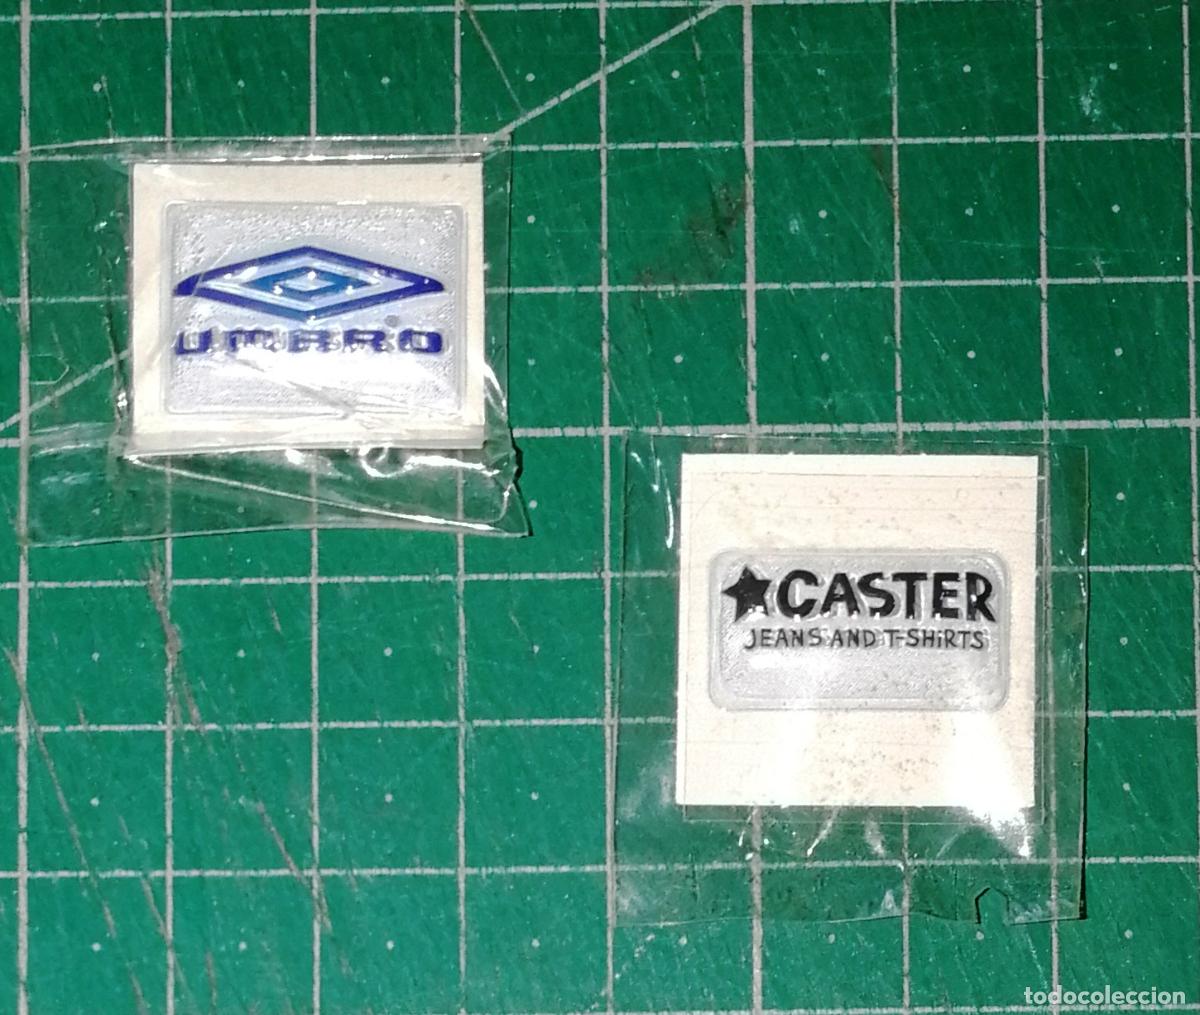 UMBRO
CASTER
JEANS AND T-SHiRTS
todocoleccion